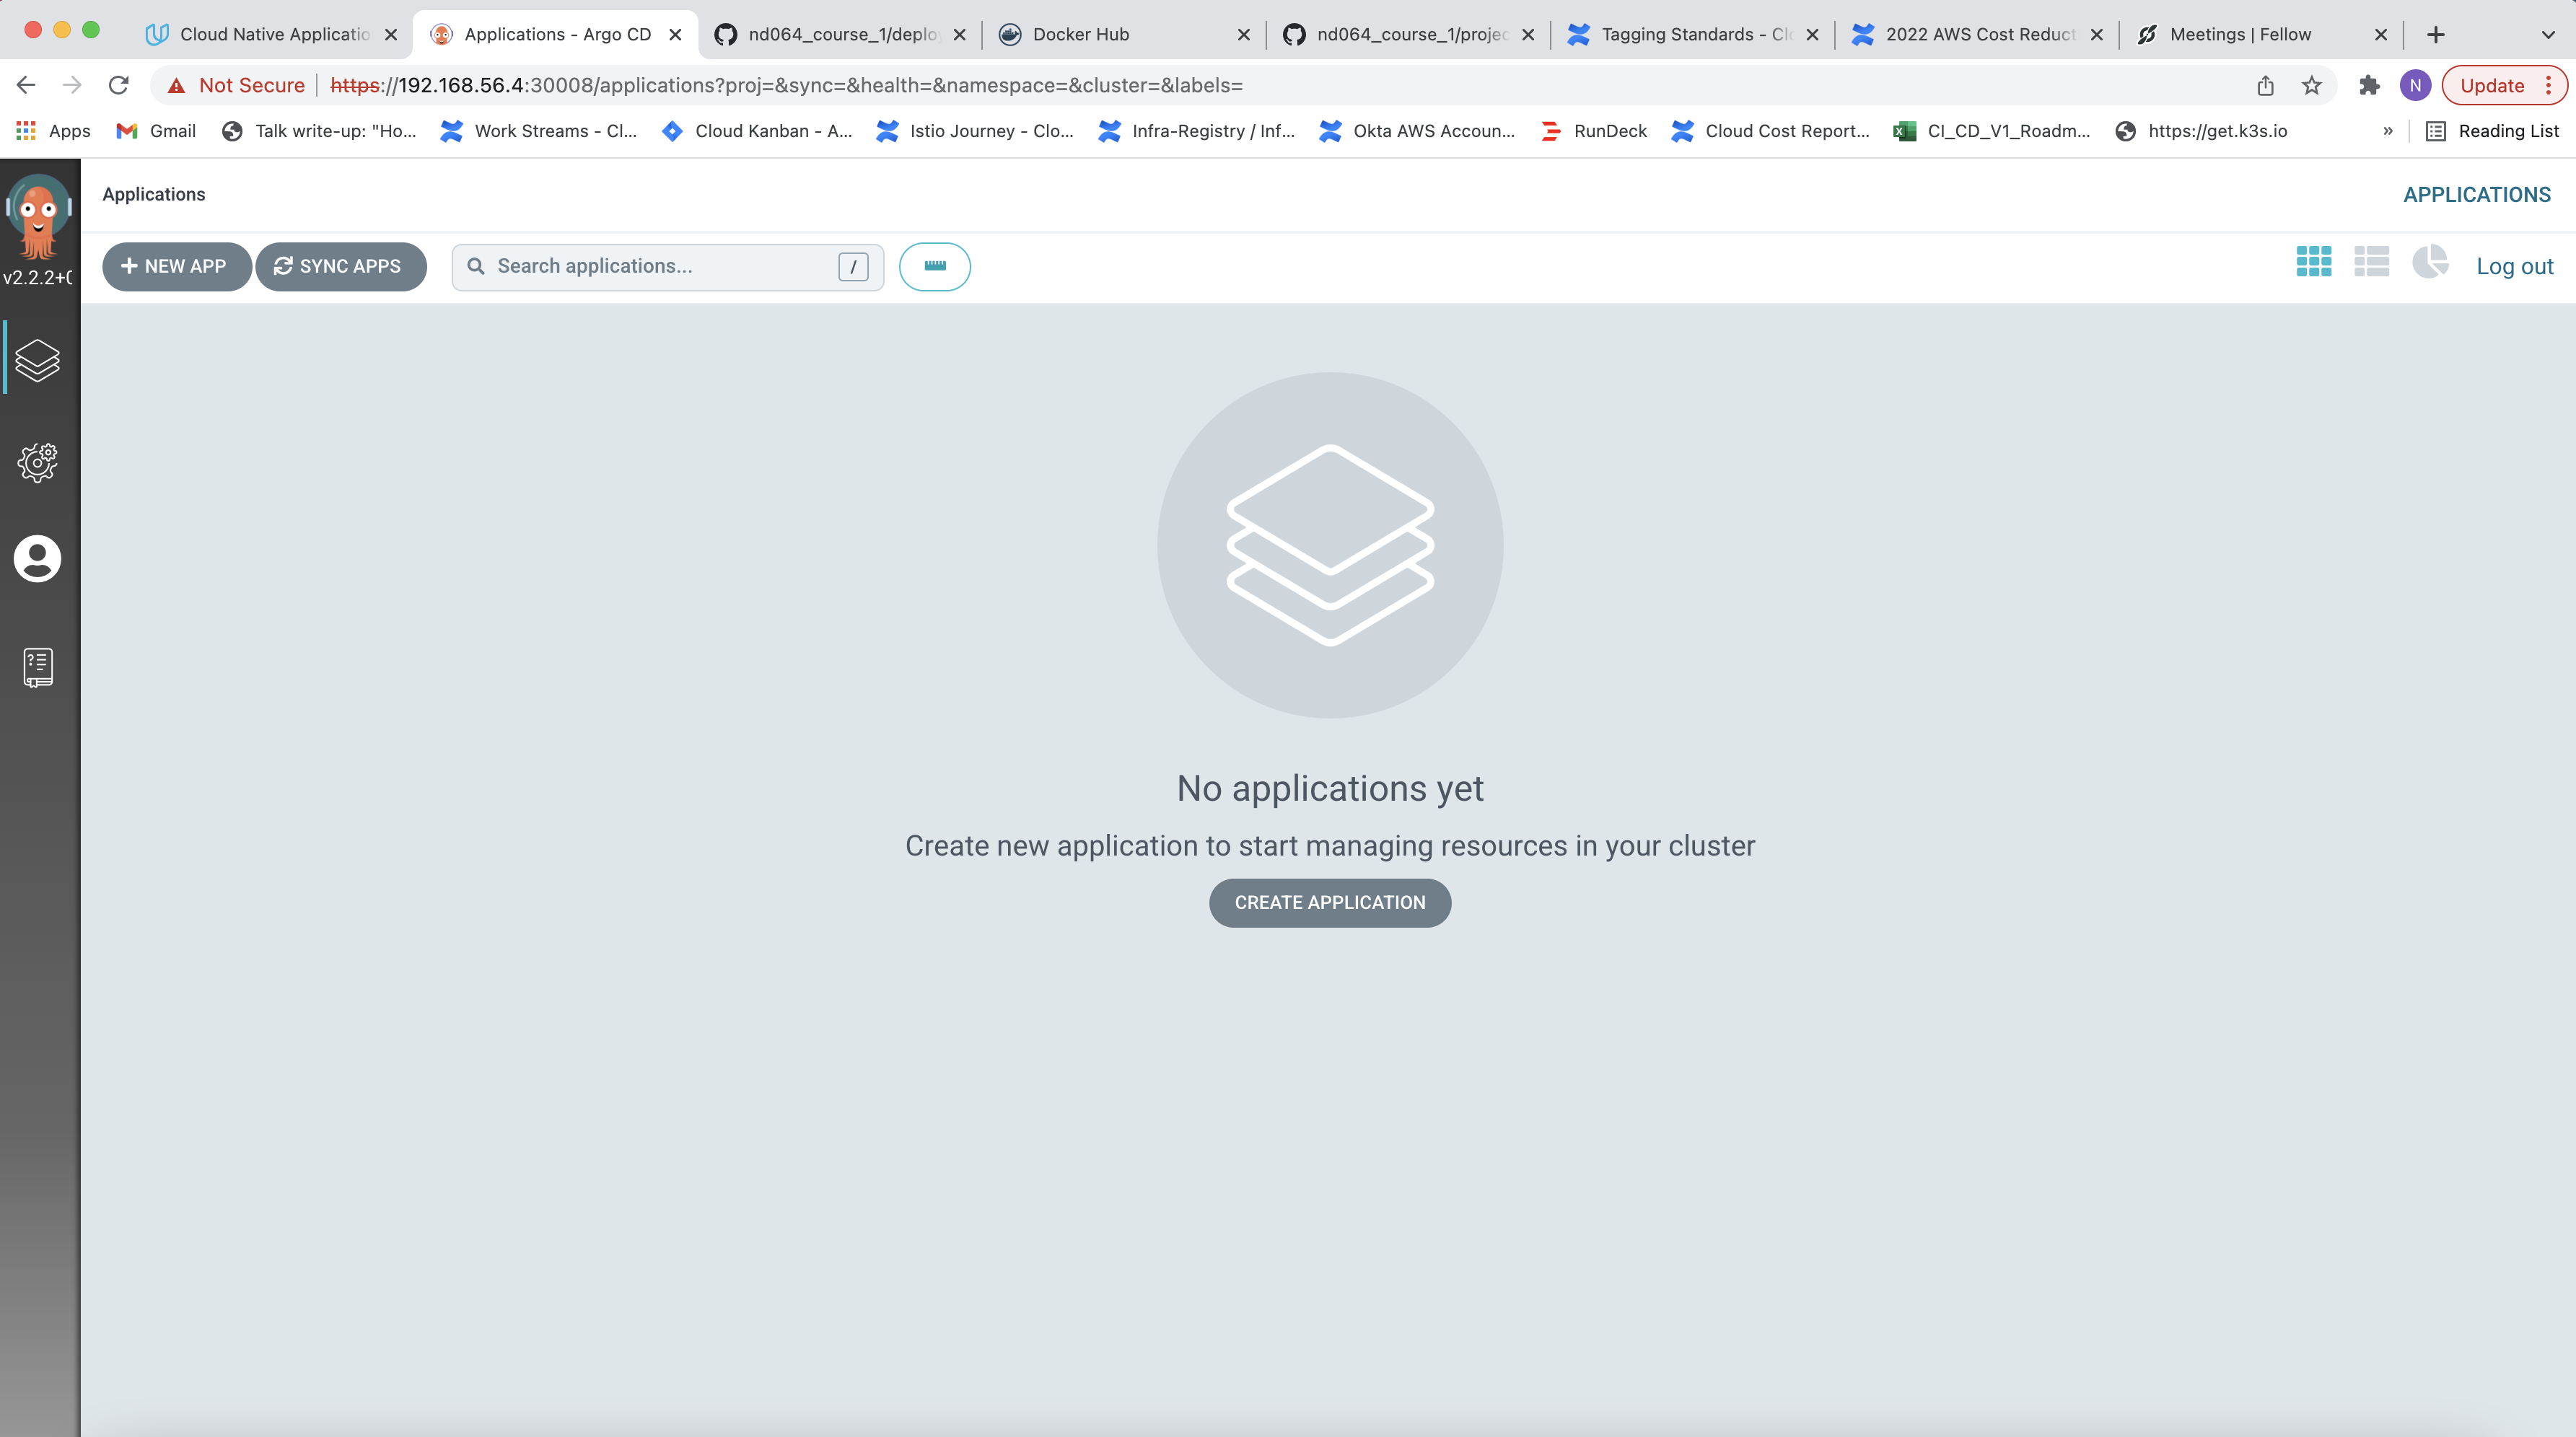 Cloud Native Applicatio
Applications - Argo CD
nd064_course_1/deplo
Docker Hub
nd064_course_1/projec
Tagging Standards - Cl
2022 AWS Cost Reduct
Meetings | Fellow
Not Secure
https://192.168.56.4:30008/applications?proj=&sync=&health=&namespace=&cluster=&labels=
N
Update
Apps
Gmail
Talk write-up: "Ho...
Work Streams - Cl...
Cloud Kanban - A...
Istio Journey - Clo...
Infra-Registry / Inf...
Okta AWS Accoun...
RunDeck
Cloud Cost Report...
CI_CD_V1_Roadm...
https://get.k3s.io
»
Reading List
Applications
APPLICATIONS
v2.2.2+
NEW APP
SYNC APPS
Search applications...
/
Log out
No applications yet
Create new application to start managing resources in your cluster
CREATE APPLICATION